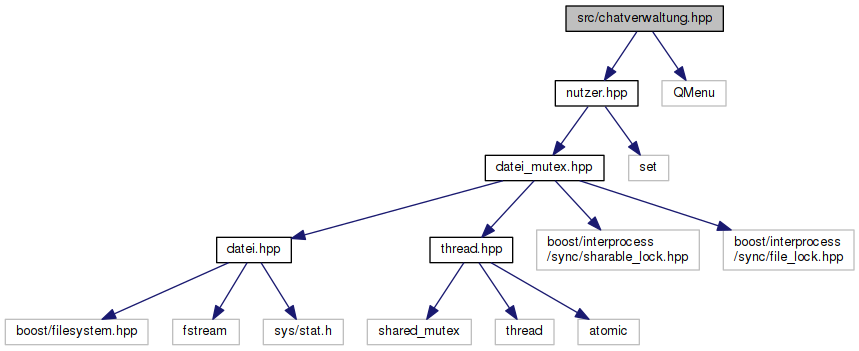 src/chatverwaltung.hpp
nutzer.hpp
QMenu
datei_mutex.hpp
set
datei.hpp
thread.hpp
boost/interprocess
/sync/sharable_lock.hpp
boost/interprocess
/sync/file_lock.hpp
boost/filesystem.hpp
fstream
sys/stat.h
shared_mutex
thread
atomic